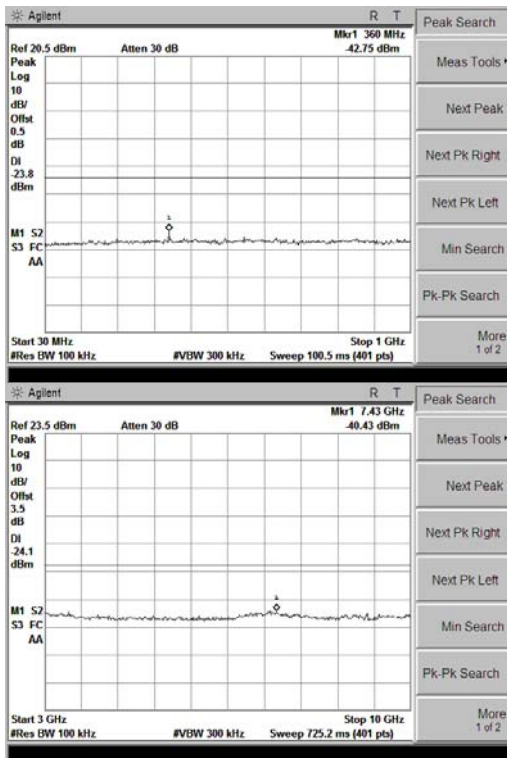 Agilent R T
Mkr1 360 MHz
Ref 20.5 dBm Atten 30 dB -42.75 dBm
Peak
Log
10
dB/
Offst
0.5
dB
DI
-23.8
dBm
1
M1 S2
S3 FC
AA
Start 30 MHz Stop 1 GHz
#Res BW 100 kHz #VBW 300 kHz Sweep 100.5 ms (401 pts)
Peak Search
Meas Tools
Next Peak
Next Pk Right
Next Pk Left
Min Search
Pk-Pk Search
More
1 of 2
Agilent R T
Mkr1 7.43 GHz
Ref 23.5 dBm Atten 30 dB -40.43 dBm
Peak
Log
10
dB/
Offst
3.5
dB
DI
-24.1
dBm
1
M1 S2
S3 FC
AA
Start 3 GHz Stop 10 GHz
#Res BW 100 kHz #VBW 300 kHz Sweep 725.2 ms (401 pts)
Peak Search
Meas Tools
Next Peak
Next Pk Right
Next Pk Left
Min Search
Pk-Pk Search
More
1 of 2